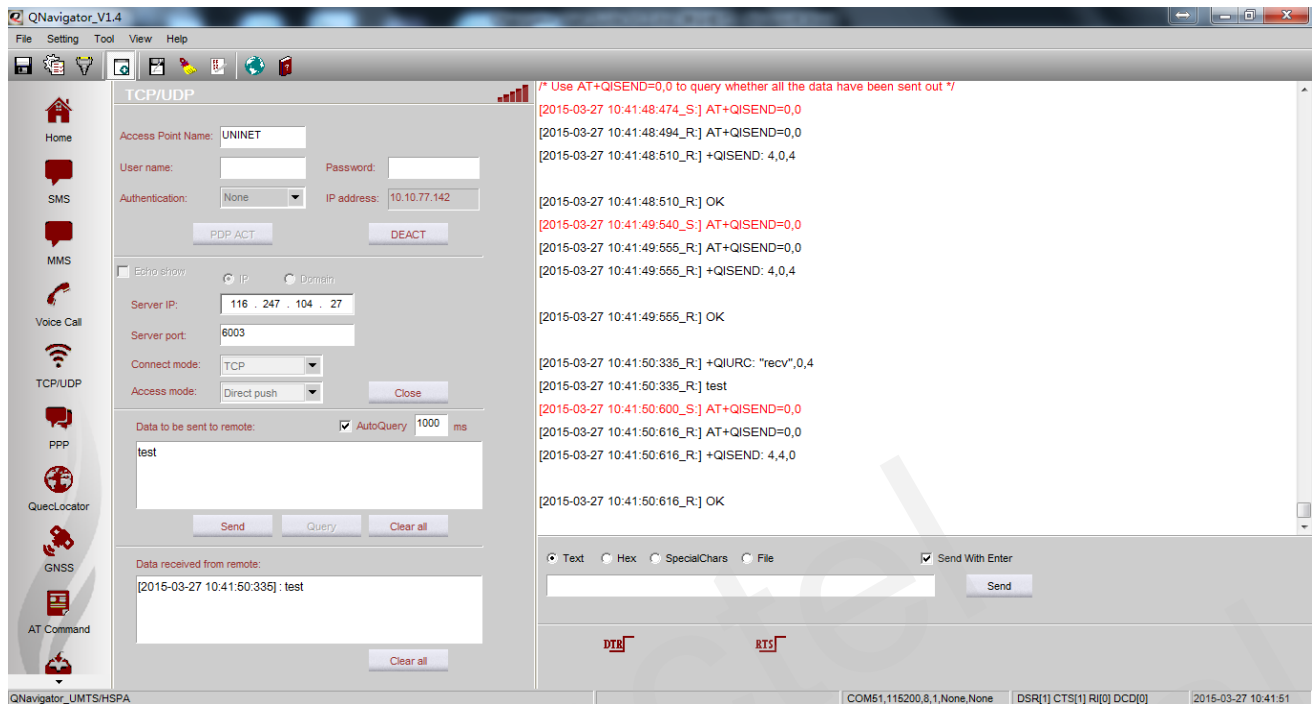 QNavigator_V1.4
File Setting Tool View Help
Home
SMS
MMS
Voice Call
TCP/UDP
PPP
QuecLocator
GNSS
AT Command
TCP/UDP
Access Point Name: UNINET
User name: Password:
Authentication: None IP address: 10.10.77.142
PDP ACT DEACT
Echo show IP Domain
Server IP: 116 . 247 . 104 . 27
Server port: 6003
Connect mode: TCP
Access mode: Direct push Close
Data to be sent to remote: AutoQuery 1000 ms
test
Send Query Clear all
Data received from remote:
[2015-03-27 10:41:50:335] : test
Clear all
/* Use AT+QISEND=0,0 to query whether all the data have been sent out */
[2015-03-27 10:41:48:474_S:] AT+QISEND=0,0
[2015-03-27 10:41:48:494_R:] AT+QISEND=0,0
[2015-03-27 10:41:48:510_R:] +QISEND: 4,0,4
[2015-03-27 10:41:48:510_R:] OK
[2015-03-27 10:41:49:540_S:] AT+QISEND=0,0
[2015-03-27 10:41:49:555_R:] AT+QISEND=0,0
[2015-03-27 10:41:49:555_R:] +QISEND: 4,0,4
[2015-03-27 10:41:49:555_R:] OK
[2015-03-27 10:41:50:335_R:] +QIURC: "recv",0,4
[2015-03-27 10:41:50:335_R:] test
[2015-03-27 10:41:50:600_S:] AT+QISEND=0,0
[2015-03-27 10:41:50:616_R:] AT+QISEND=0,0
[2015-03-27 10:41:50:616_R:] +QISEND: 4,4,0
[2015-03-27 10:41:50:616_R:] OK
Text Hex SpecialChars File Send With Enter
Send
DTR RTS
QNavigator_UMTS/HSPA COM51,115200,8,1,None,None DSR[1] CTS[1] RI[0] DCD[0] 2015-03-27 10:41:51